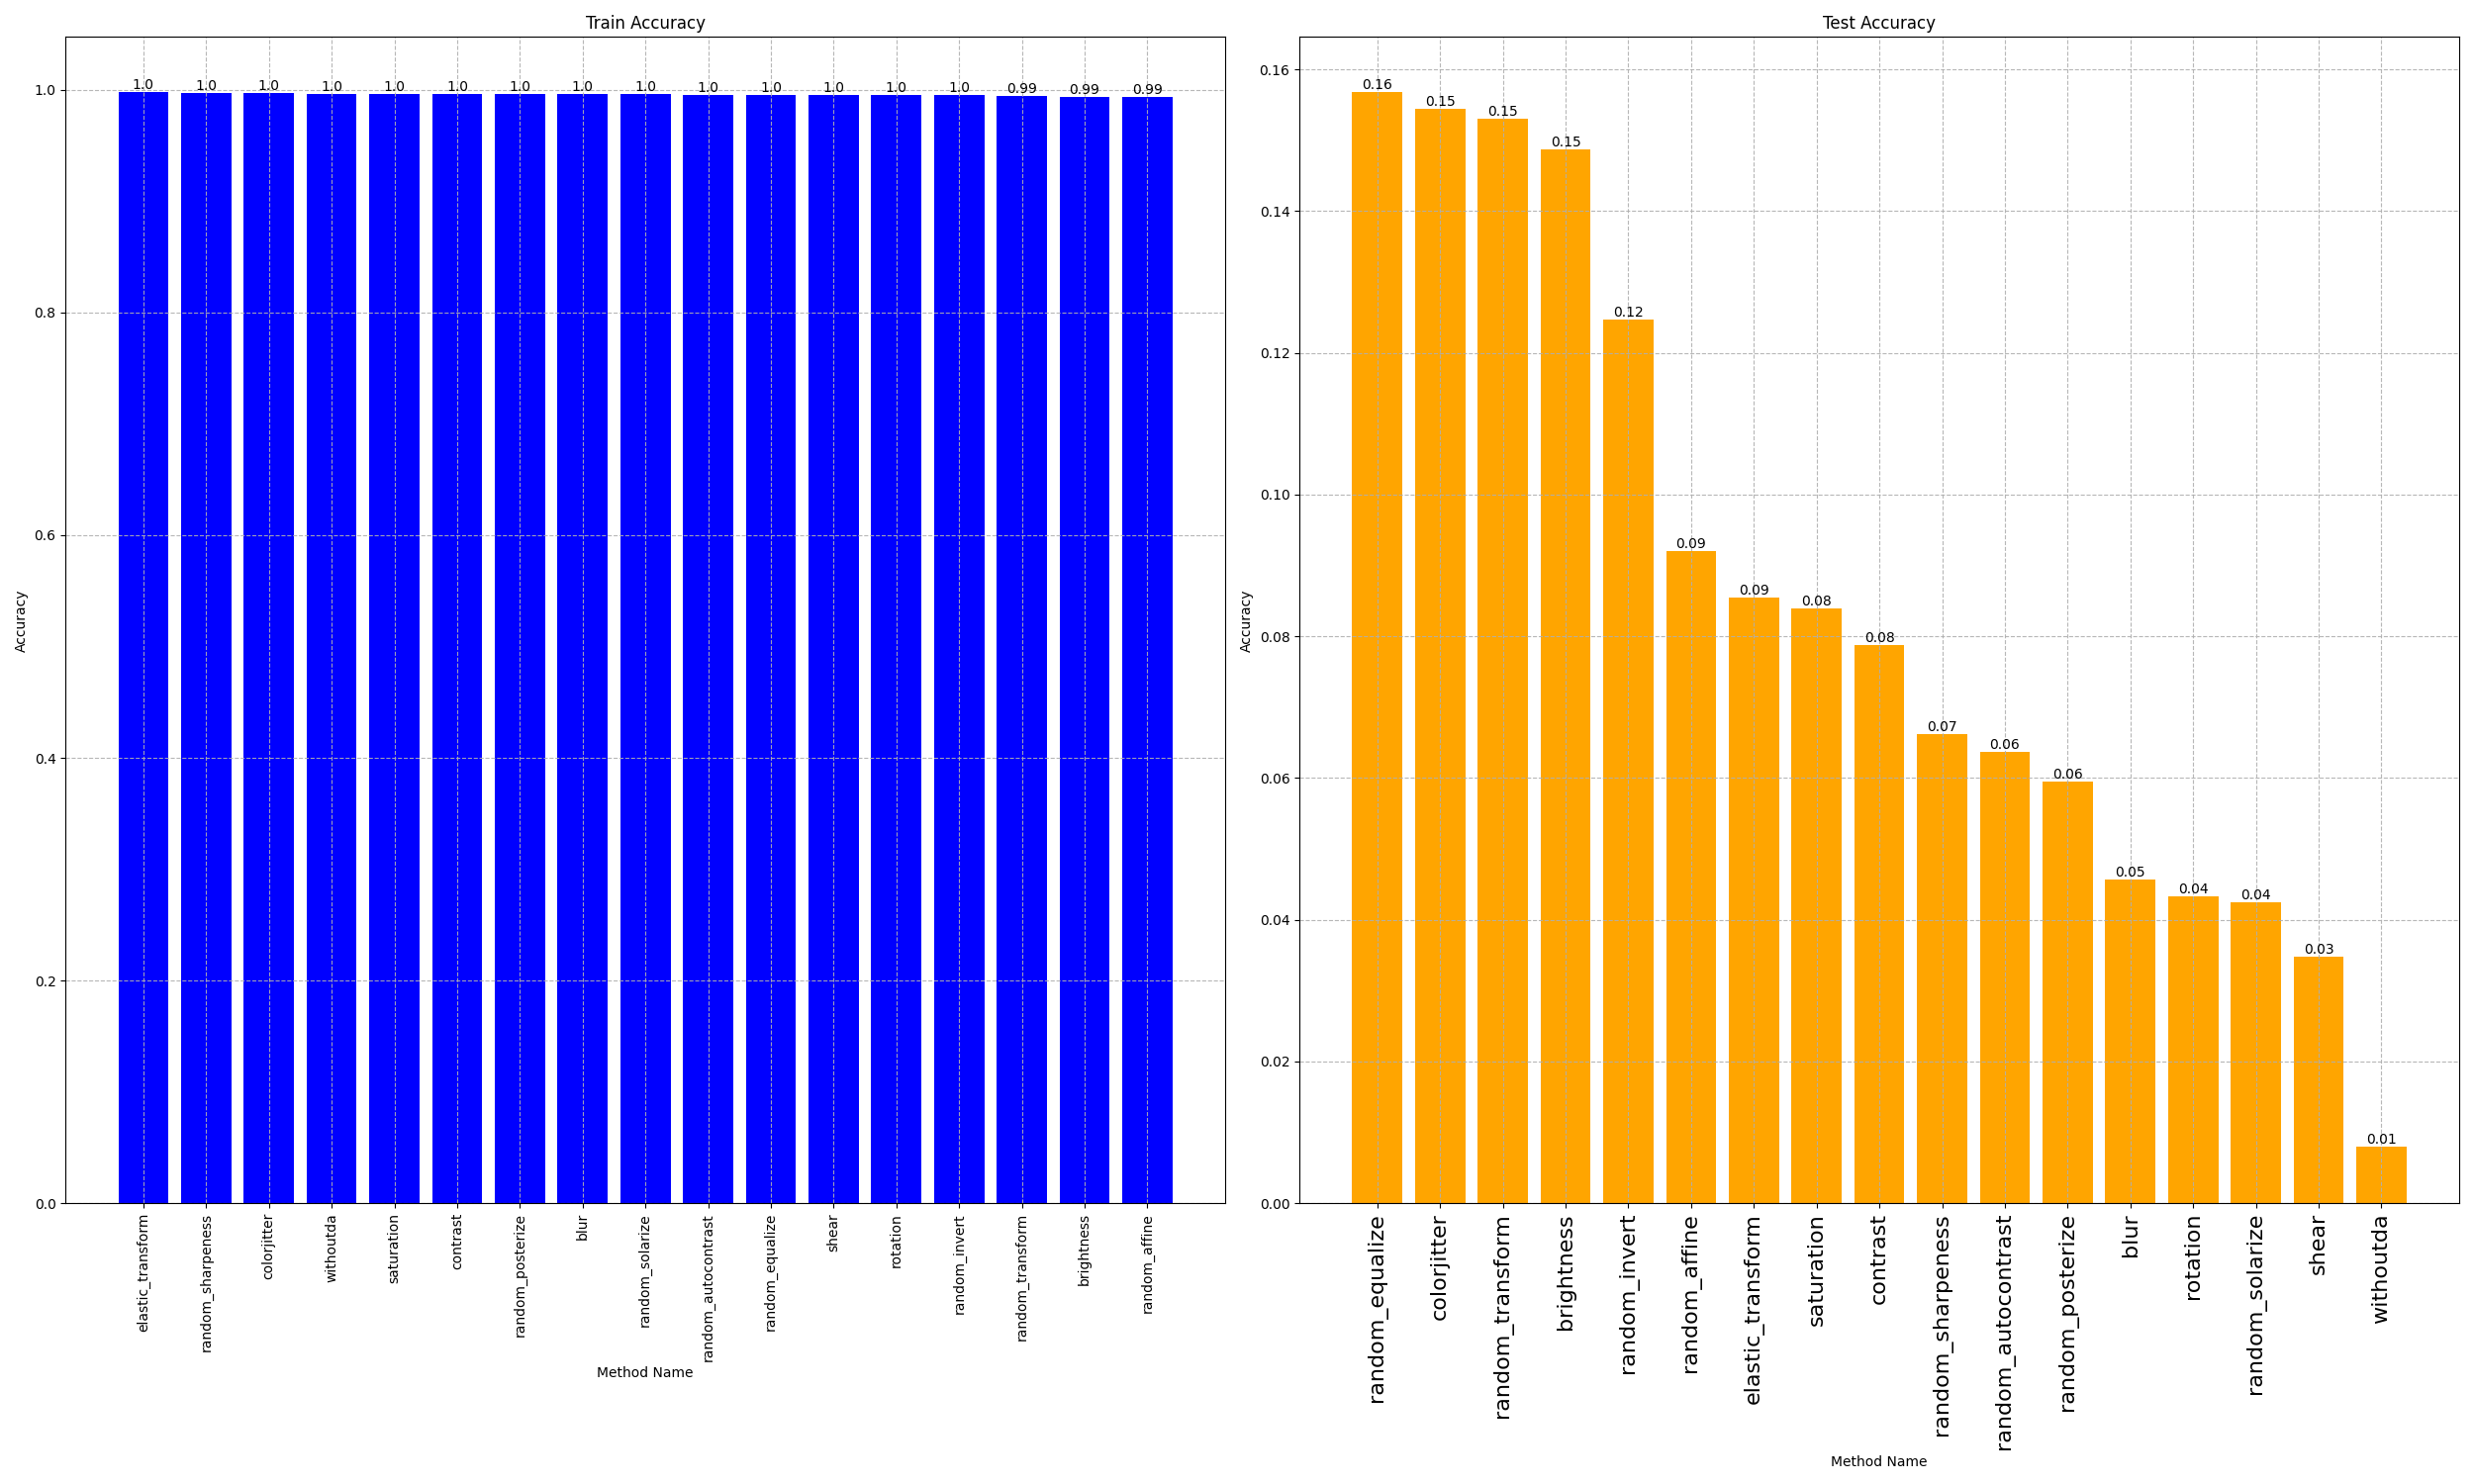 Train Accuracy
1.0 1.0 1.0 1.0 1.0 1.0 1.0 1.0 1.0 1.0 1.0 1.0 1.0 1.0 0.99 0.99 0.99
1.0
0.8
0.6
0.4
0.2
0.0
Accuracy
elastic_transform
random_sharpeness
colorjitter
withoutda
saturation
contrast
random_posterize
blur
random_solarize
random_autocontrast
random_equalize
shear
rotation
random_invert
random_transform
brightness
random_affine
Method Name
Test Accuracy
0.16
0.14
0.12
0.10
0.08
0.06
0.04
0.02
0.00
Accuracy
0.16
0.15
0.15
0.15
0.12
0.09
0.09
0.08
0.08
0.07
0.06
0.06
0.05
0.04
0.04
0.03
0.01
random_equalize
colorjitter
random_transform
brightness
random_invert
random_affine
elastic_transform
saturation
contrast
random_sharpeness
random_autocontrast
random_posterize
blur
rotation
random_solarize
shear
withoutda
Method Name